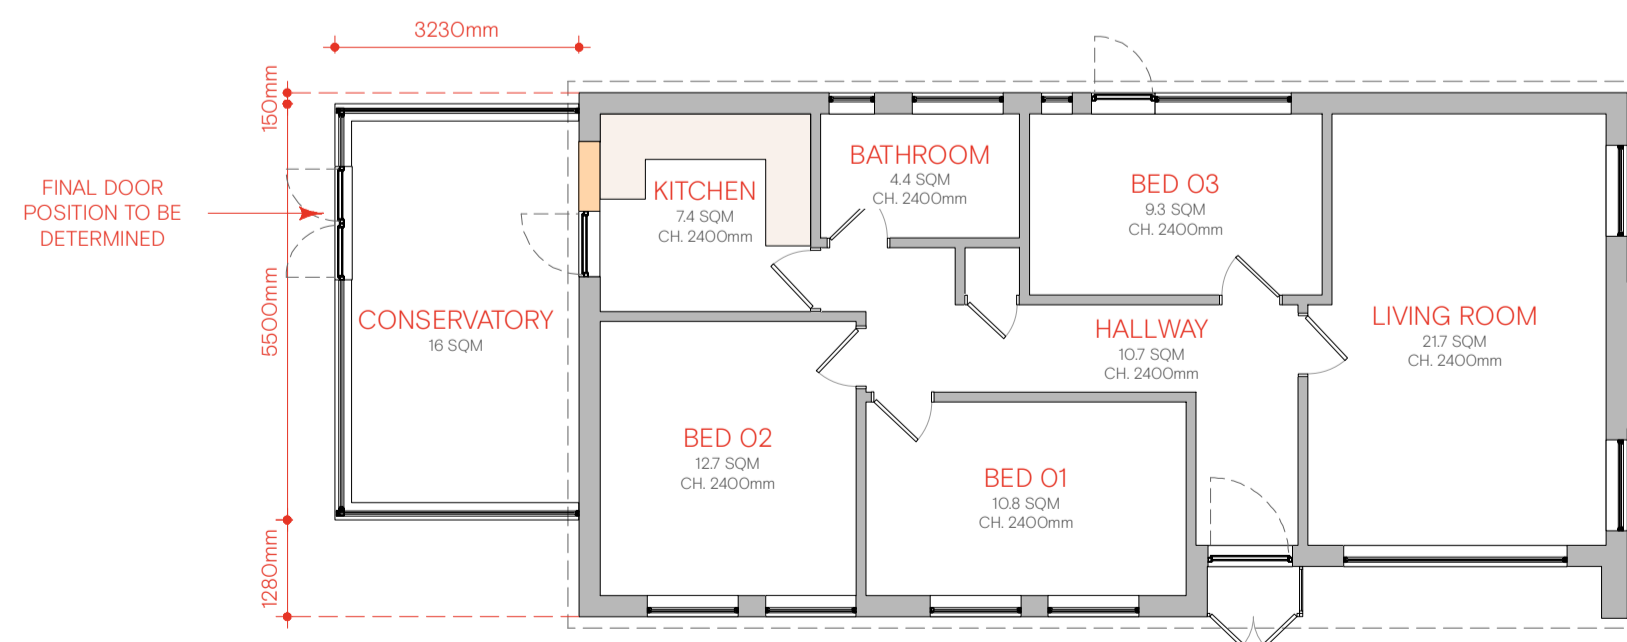 3230mm
150mm
FINAL DOOR
POSITION TO BE
DETERMINED
5500mm
1280mm
CONSERVATORY
16 SQM
KITCHEN
7.4 SQM
CH. 2400mm
BATHROOM
4.4 SQM
CH. 2400mm
BED 03
9.3 SQM
CH. 2400mm
HALLWAY
10.7 SQM
CH. 2400mm
LIVING ROOM
21.7 SQM
CH. 2400mm
BED 02
12.7 SQM
CH. 2400mm
BED 01
10.8 SQM
CH. 2400mm